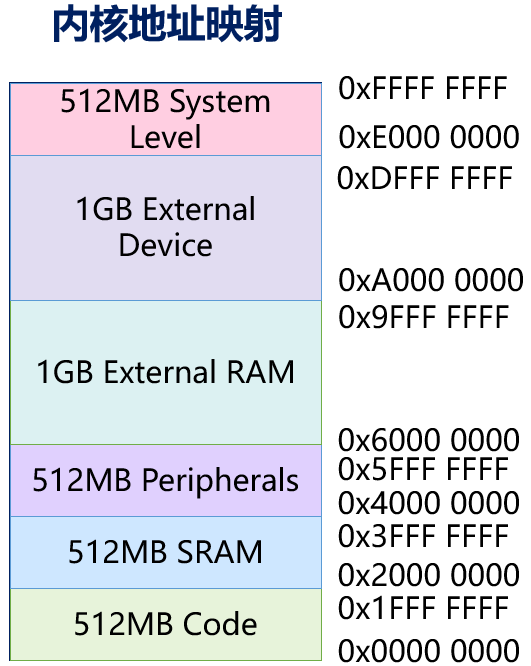 内核地址映射
512MB System
Level
0xFFFF FFFF
0xE000 0000
1GB External
Device
0xDFFF FFFF
0xA000 0000
1GB External RAM
0x9FFF FFFF
0x6000 0000
512MB Peripherals
0x5FFF FFFF
0x4000 0000
512MB SRAM
0x3FFF FFFF
0x2000 0000
512MB Code
0x1FFF FFFF
0x0000 0000